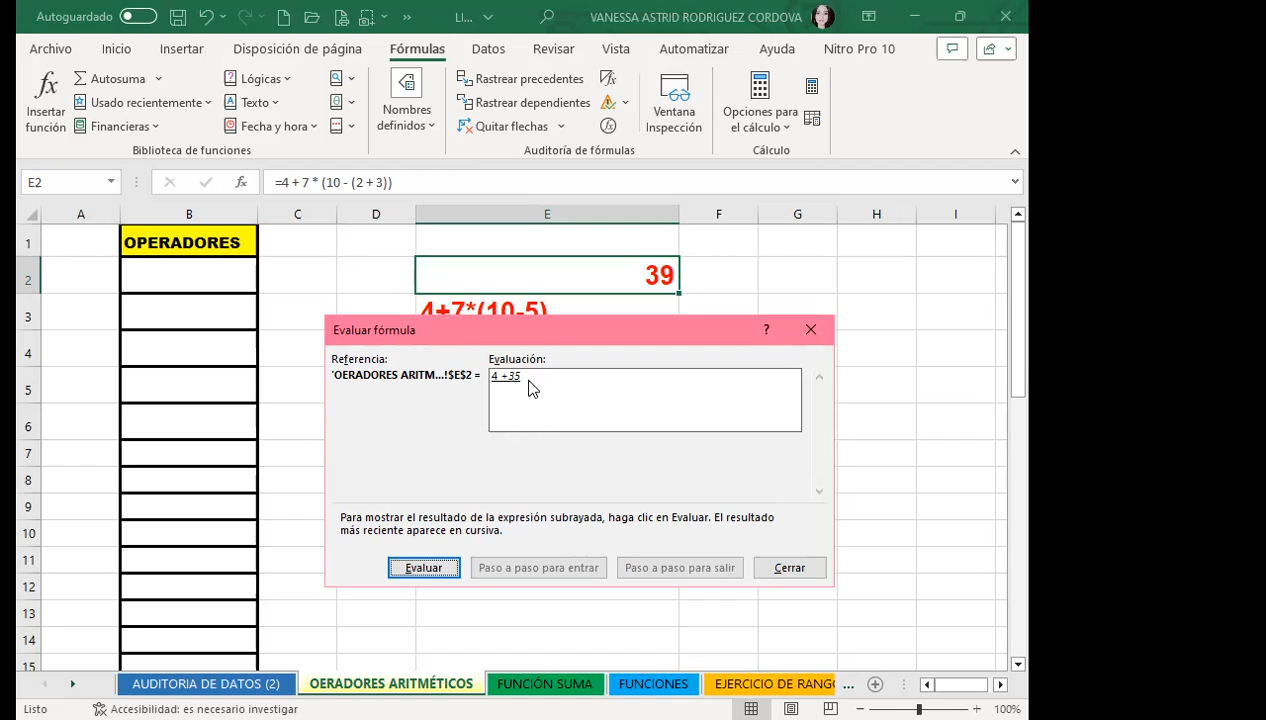 Autoguardado
LI...
VANESSA ASTRID RODRIGUEZ CORDOVA
Archivo Inicio Insertar Disposición de página Fórmulas Datos Revisar Vista Automatizar Ayuda Nitro Pro 10
Insertar función
Autosuma
Usado recientemente
Financieras
Lógicas
Texto
Fecha y hora
Biblioteca de funciones
Nombres definidos
Rastrear precedentes
Rastrear dependientes
Quitar flechas
Auditoría de fórmulas
Ventana Inspección
Opciones para el cálculo
Cálculo
E2
fx
=4 + 7 * (10 - (2 + 3))
A B C D E F G H I
1 OPERADORES
2 39
3 4+7*(10-5)
4
5
6
7
8
9
10
11
12
13
14
15
Evaluar fórmula ?
Referencia:
'OERADORES ARITM...!$E$2 =
Evaluación:
4 +35
Para mostrar el resultado de la expresión subrayada, haga clic en Evaluar. El resultado
más reciente aparece en cursiva.
Evaluar Paso a paso para entrar Paso a paso para salir Cerrar
AUDITORIA DE DATOS (2) OERADORES ARITMÉTICOS FUNCIÓN SUMA FUNCIONES EJERCICIO DE RANGO ...
Listo Accesibilidad: es necesario investigar 100%